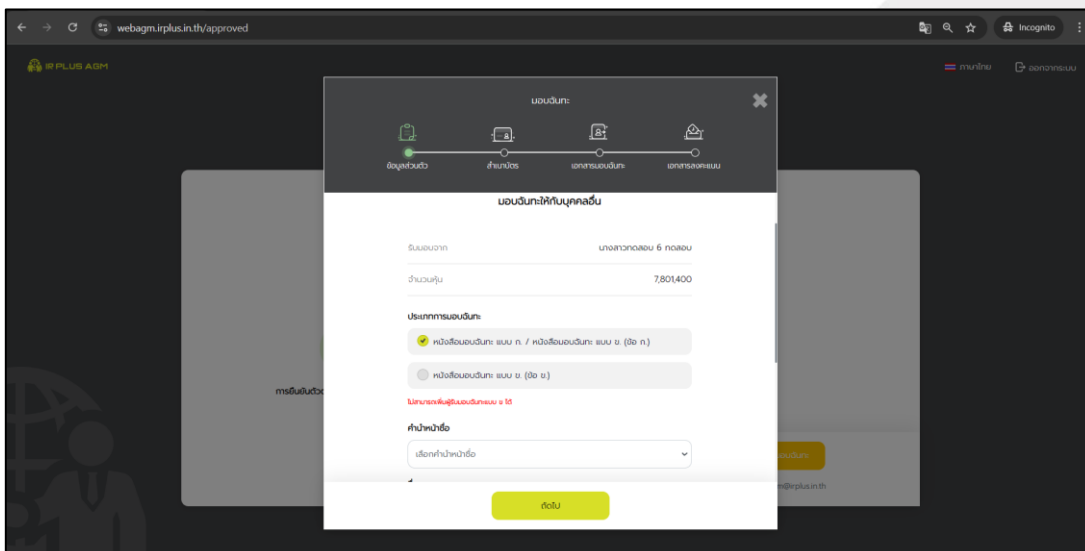 webagm.irplus.in.th/approved
Incognito
IR PLUS AGM
ภาษาไทย
ออกจากระบบ
มอบฉันทะ
ข้อมูลส่วนตัว
สำเนาบัตร
เอกสารมอบฉันทะ
เอกสารลงคะแนน
มอบฉันทะให้กับบุคคลอื่น
รับมอบจาก
นางสาวทดสอบ 6 ทดสอบ
จำนวนหุ้น
7,801,400
ประเภทการมอบฉันทะ
หนังสือมอบฉันทะ แบบ ก. / หนังสือมอบฉันทะ แบบ ข. (ข้อ ก.)
หนังสือมอบฉันทะ แบบ ข. (ข้อ ข.)
การยืนยันตัวต
ไม่สามารถเพิ่มผู้รับมอบฉันทะแบบ ข ได้
คำนำหน้าชื่อ
เลือกคำนำหน้าชื่อ
อบฉันทะ
m@irplus.in.th
ถัดไป